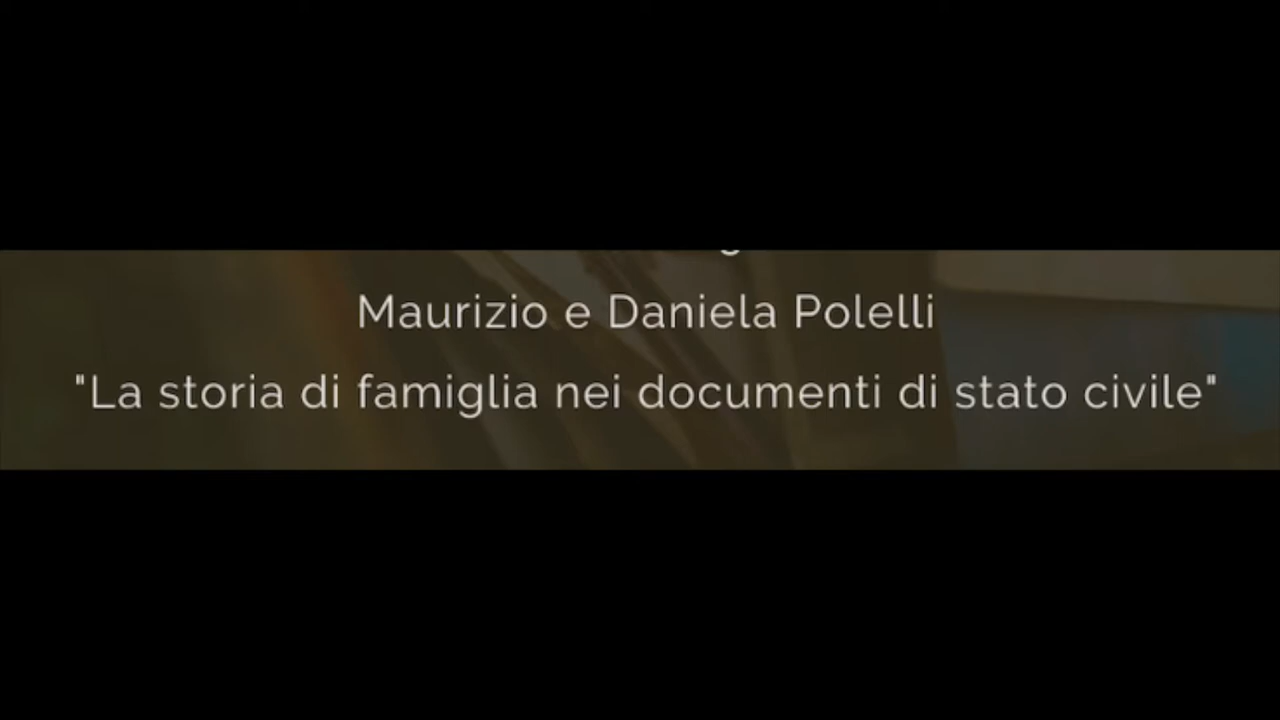 Maurizio e Daniela Polelli
"La storia di famiglia nei documenti di stato civile"